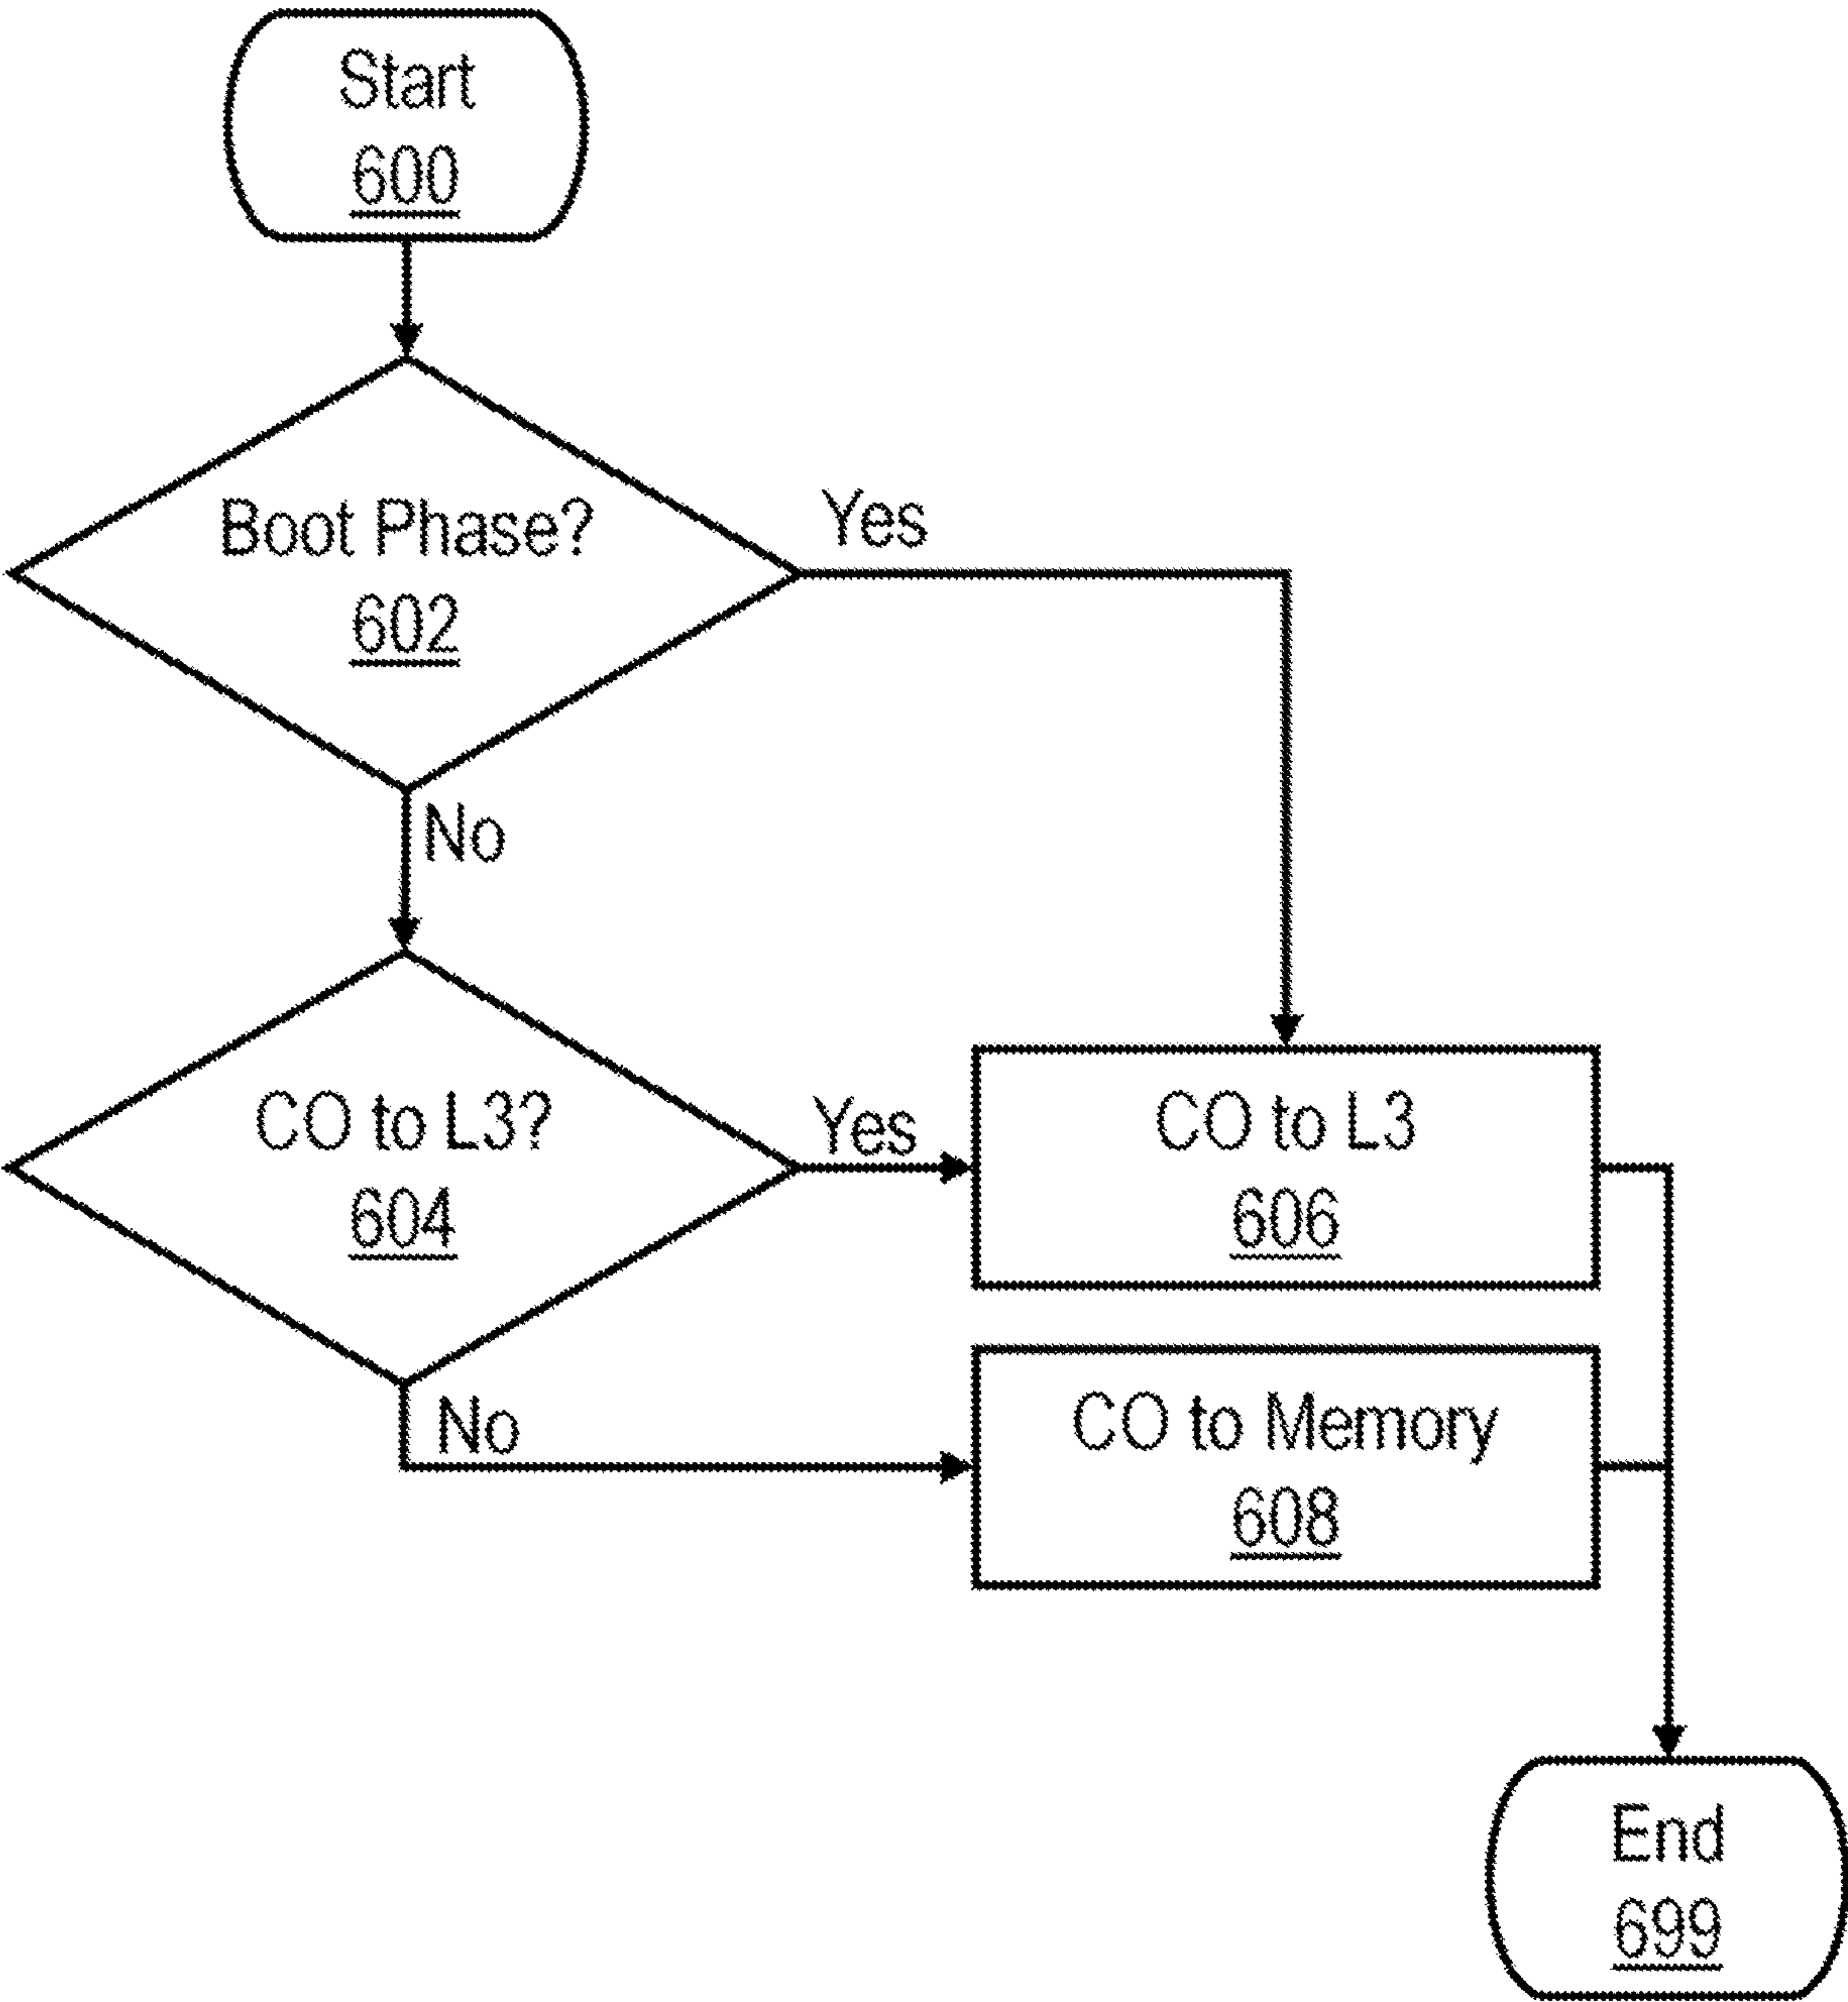 Start
600
Boot Phase?
602
Yes
No
CO to L3?
604
Yes
No
CO to L3
606
CO to Memory
608
End
699